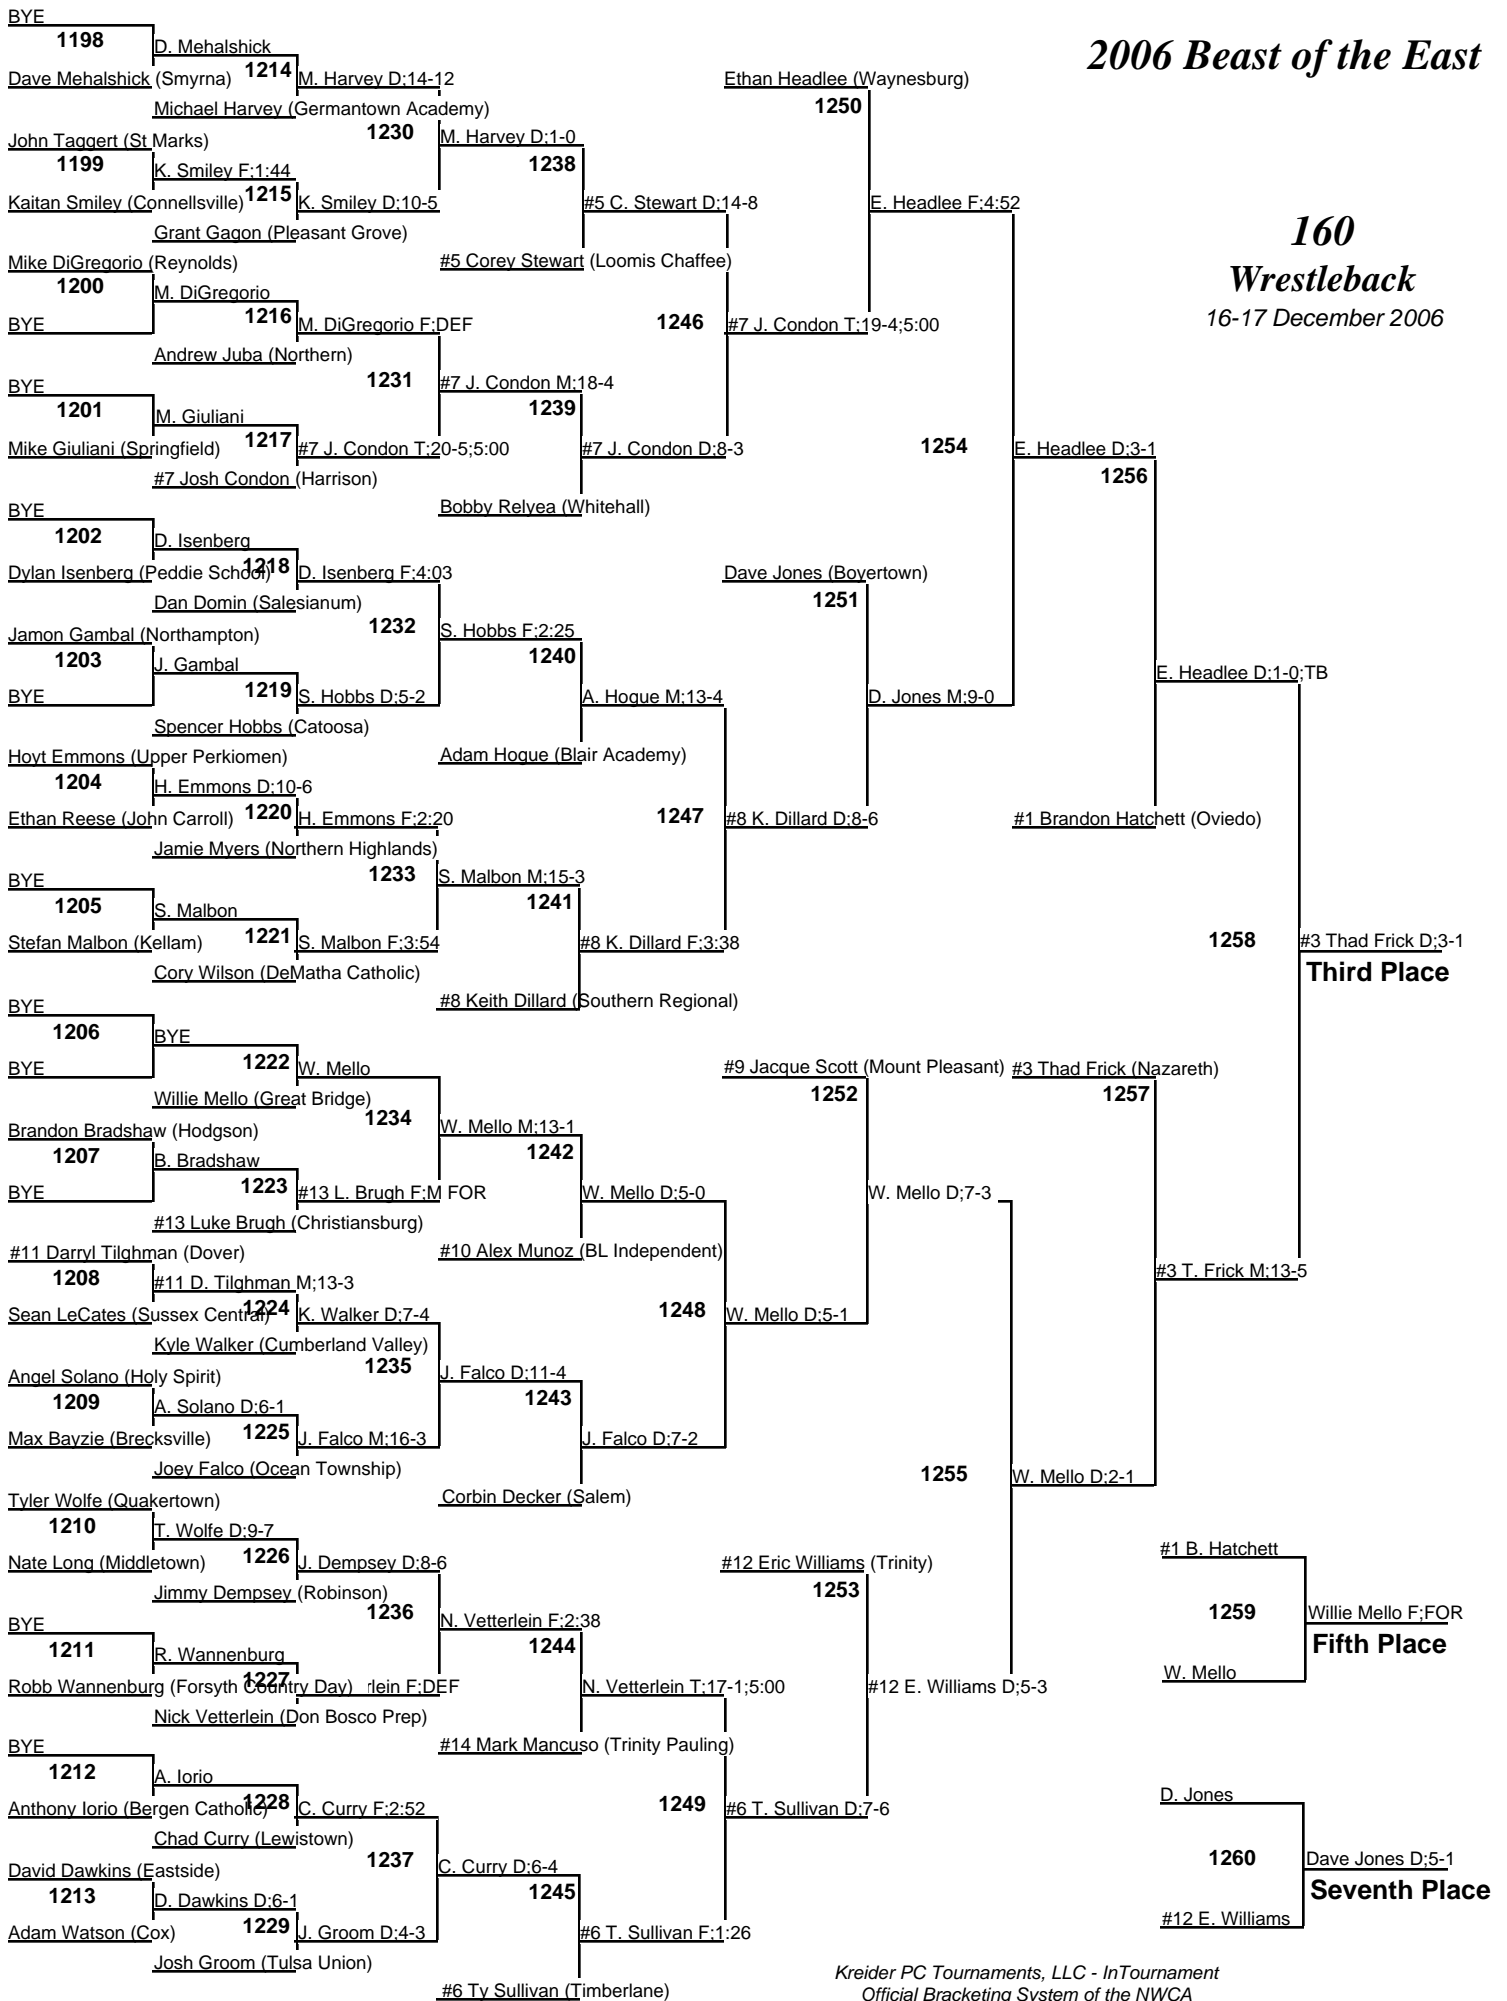 2006 Beast of the East
160
Wrestleback
16-17 December 2006
BYE
1198
Dave Mehalshick (Smyrna)
John Taggert (St Marks)
1199
Kaitan Smiley (Connellsville)
Mike DiGregorio (Reynolds)
1200
BYE
BYE
1201
Mike Giuliani (Springfield)
BYE
1202
Dylan Isenberg (Peddie School)
Jamon Gambal (Northampton)
1203
BYE
Hoyt Emmons (Upper Perkiomen)
1204
Ethan Reese (John Carroll)
BYE
1205
Stefan Malbon (Kellam)
BYE
1206
BYE
Brandon Bradshaw (Hodgson)
1207
BYE
#11 Darryl Tilghman (Dover)
1208
Sean LeCates (Sussex Central)
Angel Solano (Holy Spirit)
1209
Max Bayzie (Brecksville)
Tyler Wolfe (Quakertown)
1210
Nate Long (Middletown)
BYE
1211
Robb Wannenburg (Forsyth Country Day)
BYE
1212
Anthony Iorio (Bergen Catholic)
David Dawkins (Eastside)
1213
Adam Watson (Cox)
D. Mehalshick
1214
Michael Harvey (Germantown Academy)
K. Smiley F;1:44
1215
Grant Gagon (Pleasant Grove)
M. DiGregorio
1216
Andrew Juba (Northern)
M. Giuliani
1217
#7 Josh Condon (Harrison)
D. Isenberg
1218
Dan Domin (Salesianum)
J. Gambal
1219
Spencer Hobbs (Catoosa)
H. Emmons D;10-6
1220
Jamie Myers (Northern Highlands)
S. Malbon
1221
Cory Wilson (DeMatha Catholic)
BYE
1222
Willie Mello (Great Bridge)
B. Bradshaw
1223
#13 Luke Brugh (Christiansburg)
#11 D. Tilghman M;13-3
1224
Kyle Walker (Cumberland Valley)
A. Solano D;6-1
1225
Joey Falco (Ocean Township)
T. Wolfe D;9-7
1226
Jimmy Dempsey (Robinson)
R. Wannenburg
1227
Nick Vetterlein (Don Bosco Prep)
A. Iorio
1228
Chad Curry (Lewistown)
D. Dawkins D;6-1
1229
Josh Groom (Tulsa Union)
M. Harvey D;14-12
1230
K. Smiley D;10-5
M. DiGregorio F;DEF
1231
#7 J. Condon T;20-5;5:00
D. Isenberg F;4:03
1232
S. Hobbs D;5-2
H. Emmons F;2:20
1233
S. Malbon F;3:54
W. Mello
1234
#13 L. Brugh F;M FOR
K. Walker D;7-4
1235
J. Falco M;16-3
J. Dempsey D;8-6
1236
rlein F;DEF
C. Curry F;2:52
1237
J. Groom D;4-3
M. Harvey D;1-0
1238
#5 Corey Stewart (Loomis Chaffee)
#7 J. Condon M;18-4
1239
Bobby Relyea (Whitehall)
S. Hobbs F;2:25
1240
Adam Hogue (Blair Academy)
S. Malbon M;15-3
1241
#8 Keith Dillard (Southern Regional)
W. Mello M;13-1
1242
#10 Alex Munoz (BL Independent)
J. Falco D;11-4
1243
Corbin Decker (Salem)
N. Vetterlein F;2:38
1244
#14 Mark Mancuso (Trinity Pauling)
C. Curry D;6-4
1245
#6 Ty Sullivan (Timberlane)
#5 C. Stewart D;14-8
1246
#7 J. Condon D;8-3
A. Hogue M;13-4
1247
#8 K. Dillard F;3:38
W. Mello D;5-0
1248
J. Falco D;7-2
N. Vetterlein T;17-1;5:00
1249
#6 T. Sullivan F;1:26
Ethan Headlee (Waynesburg)
1250
#7 J. Condon T;19-4;5:00
Dave Jones (Boyertown)
1251
#8 K. Dillard D;8-6
#9 Jacque Scott (Mount Pleasant)
1252
W. Mello D;5-1
#12 Eric Williams (Trinity)
1253
#6 T. Sullivan D;7-6
E. Headlee F;4:52
1254
D. Jones M;9-0
W. Mello D;7-3
1255
#12 E. Williams D;5-3
E. Headlee D;3-1
1256
#1 Brandon Hatchett (Oviedo)
#3 Thad Frick (Nazareth)
1257
W. Mello D;2-1
E. Headlee D;1-0;TB
1258
#3 T. Frick M;13-5
#3 Thad Frick D;3-1
Third Place
#1 B. Hatchett
1259
W. Mello
Willie Mello F;FOR
Fifth Place
D. Jones
1260
#12 E. Williams
Dave Jones D;5-1
Seventh Place
Kreider PC Tournaments, LLC - InTournament
Official Bracketing System of the NWCA